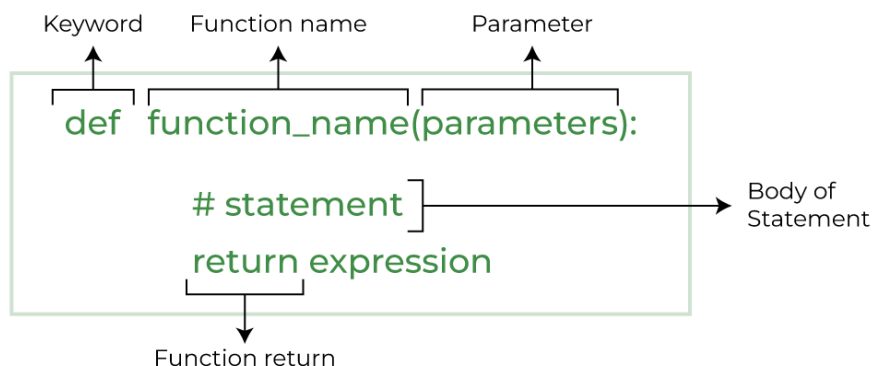 Keyword
Function name
Parameter
def function_name(parameters):
# statement
Body of
Statement
return expression
Function return